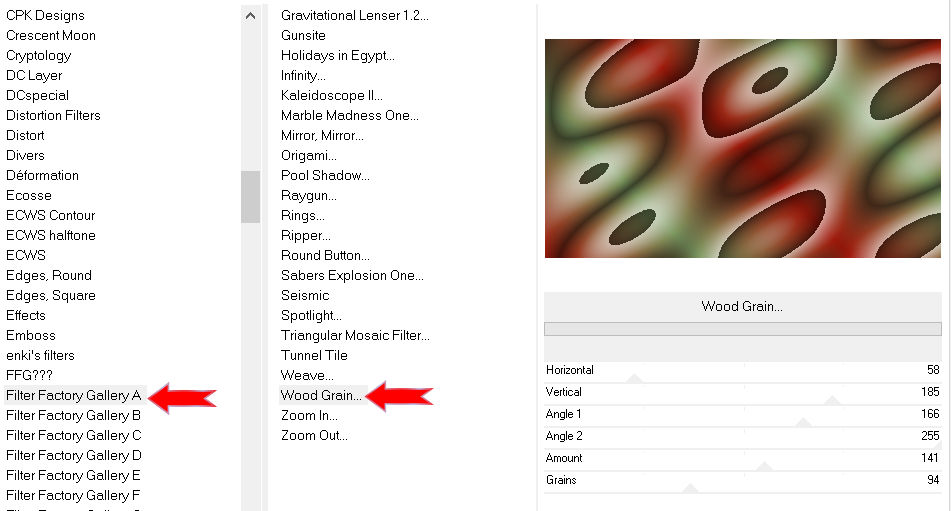 CPK Designs
Crescent Moon
Cryptology
DC Layer
DCspecial
Distortion Filters
Distort
Divers
Déformation
Ecosse
ECWS Contour
ECWS halftone
ECWS
Edges, Round
Edges, Square
Effects
Emboss
enki's filters
FFG???
Filter Factory Gallery A
Filter Factory Gallery B
Filter Factory Gallery C
Filter Factory Gallery D
Filter Factory Gallery E
Filter Factory Gallery F
Gravitational Lenser 1.2...
Gunsite
Holidays in Egypt...
Infinity...
Kaleidoscope II...
Marble Madness One...
Mirror, Mirror...
Origami...
Pool Shadow...
Raygun...
Rings...
Ripper...
Round Button...
Sabers Explosion One...
Seismic
Spotlight...
Triangular Mosaic Filter...
Tunnel Tile
Weave...
Wood Grain...
Zoom In...
Zoom Out...
Wood Grain...
Horizontal 58
Vertical 185
Angle 1 166
Angle 2 255
Amount 141
Grains 94